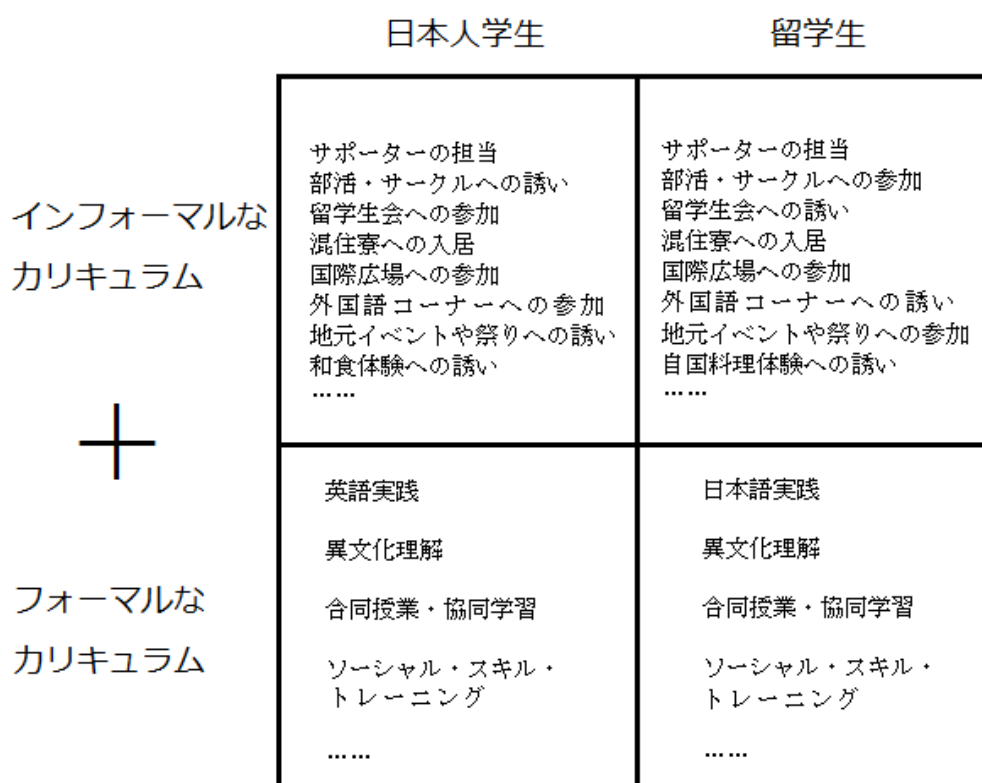 日本人学生
留学生
インフォーマルな
カリキュラム
サポーターの担当
部活・サークルへの誘い
留学生会への参加
混住寮への入居
国際広場への参加
外国語コーナーへの参加
地元イベントや祭りへの誘い
和食体験への誘い
……
サポーターの担当
部活・サークルへの参加
留学生会への誘い
混住寮への入居
国際広場への参加
外国語コーナーへの誘い
地元イベントや祭りへの参加
自国料理体験への誘い
……
＋
フォーマルな
カリキュラム
英語実践
異文化理解
合同授業・協同学習
ソーシャル・スキル・
トレーニング
……
日本語実践
異文化理解
合同授業・協同学習
ソーシャル・スキル・
トレーニング
……